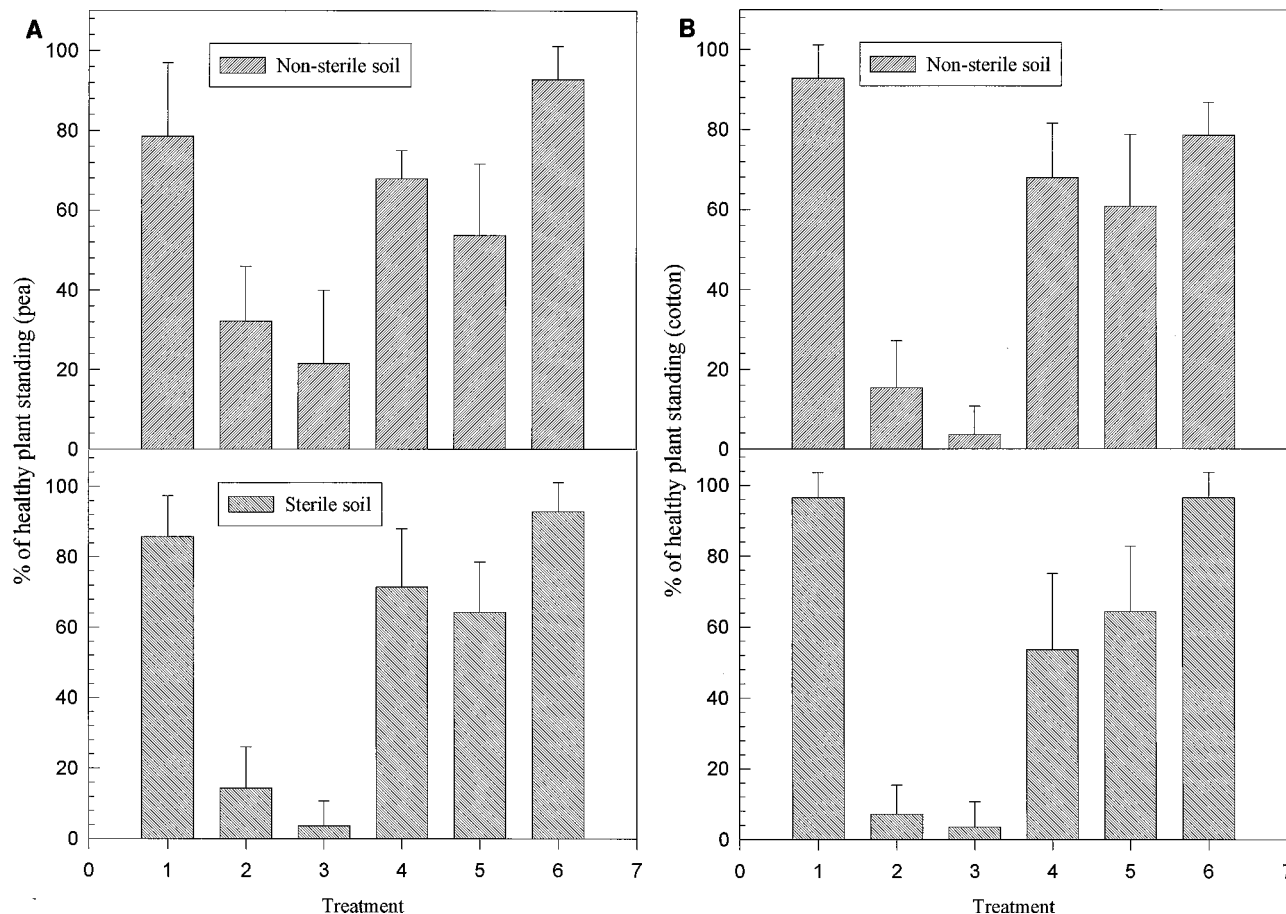 A
% of healthy plant standing (pea)
100
80
60
40
20
0
Non-sterile soil
100
80
60
40
20
0
Sterile soil
0 1 2 3 4 5 6 7
Treatment
B
% of healthy plant standing (cotton)
100
80
60
40
20
0
Non-sterile soil
100
80
60
40
20
0
0 1 2 3 4 5 6 7
Treatment